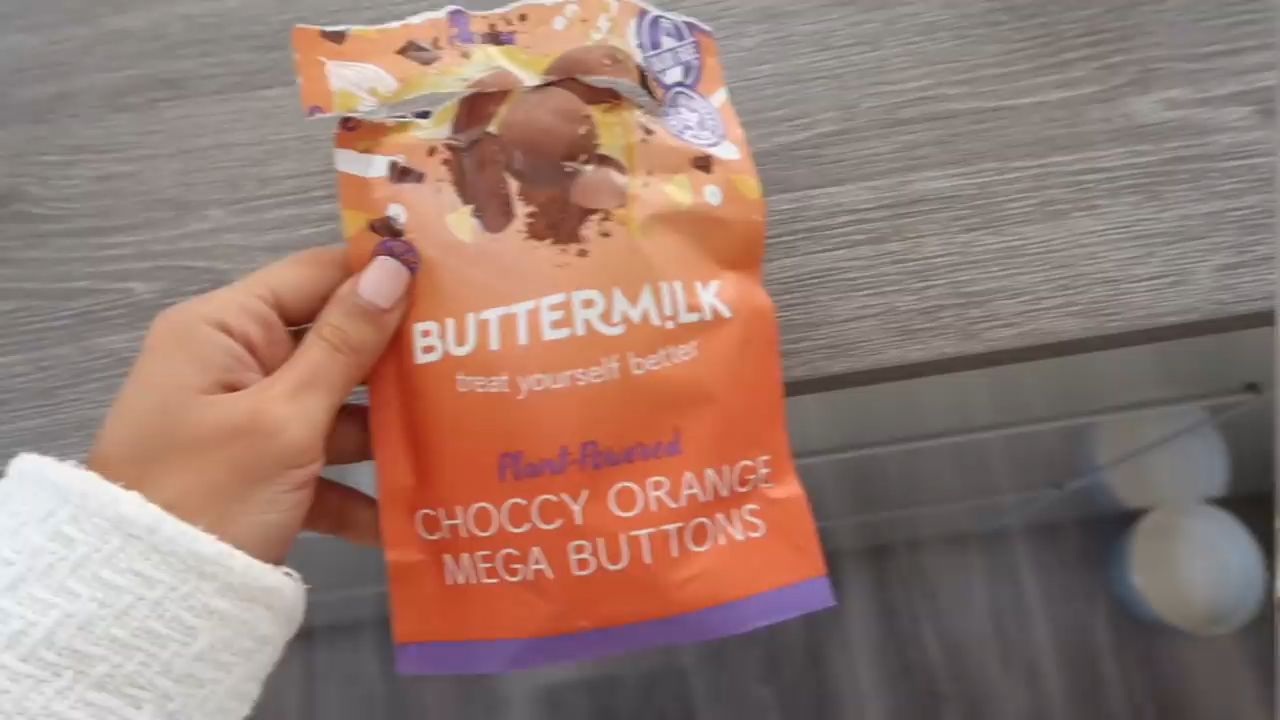 BUTTERM!LK
treat yourself better
Plant-Powered
CHOCCY ORANGE
MEGA BUTTONS